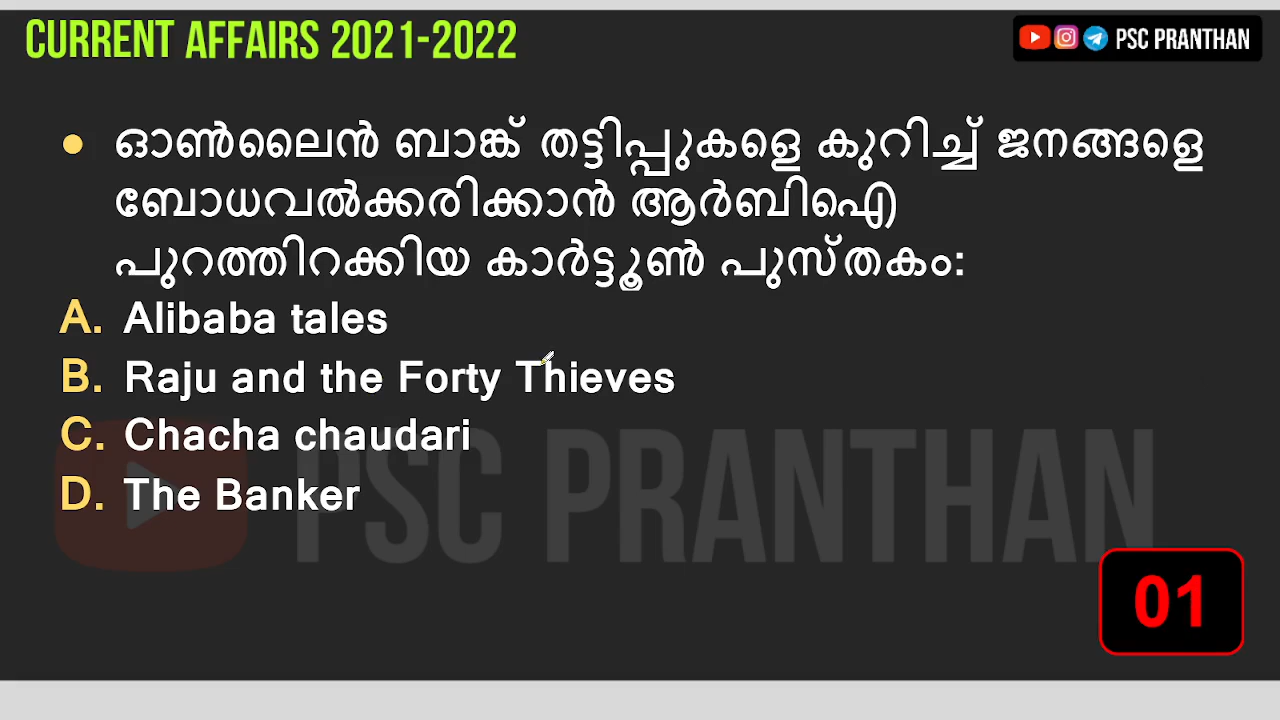 CURRENT AFFAIRS 2021-2022
PSC PRANTHAN
• ഓൺലൈൻ ബാങ്ക് തട്ടിപ്പുകളെ കുറിച്ച് ജനങ്ങളെ
ബോധവൽക്കരിക്കാൻ ആർബിഐ
പുറത്തിറക്കിയ കാർട്ടൂൺ പുസ്തകം:
A. Alibaba tales
B. Raju and the Forty Thieves
C. Chacha chaudari
D. The Banker
PSC PRANTHAN
01